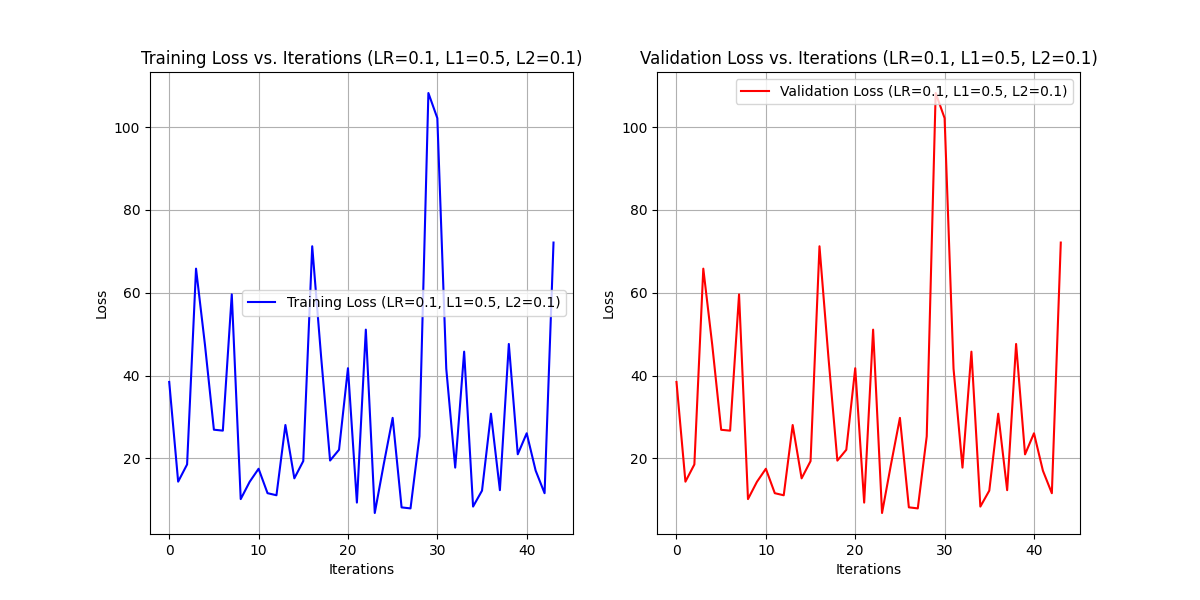 Training Loss vs. Iterations (LR=0.1, L1=0.5, L2=0.1)
Loss
100
80
60
40
20
Training Loss (LR=0.1, L1=0.5, L2=0.1)
0
10
20
30
40
Iterations
Validation Loss vs. Iterations (LR=0.1, L1=0.5, L2=0.1)
Loss
100
80
60
40
20
Validation Loss (LR=0.1, L1=0.5, L2=0.1)
0
10
20
30
40
Iterations